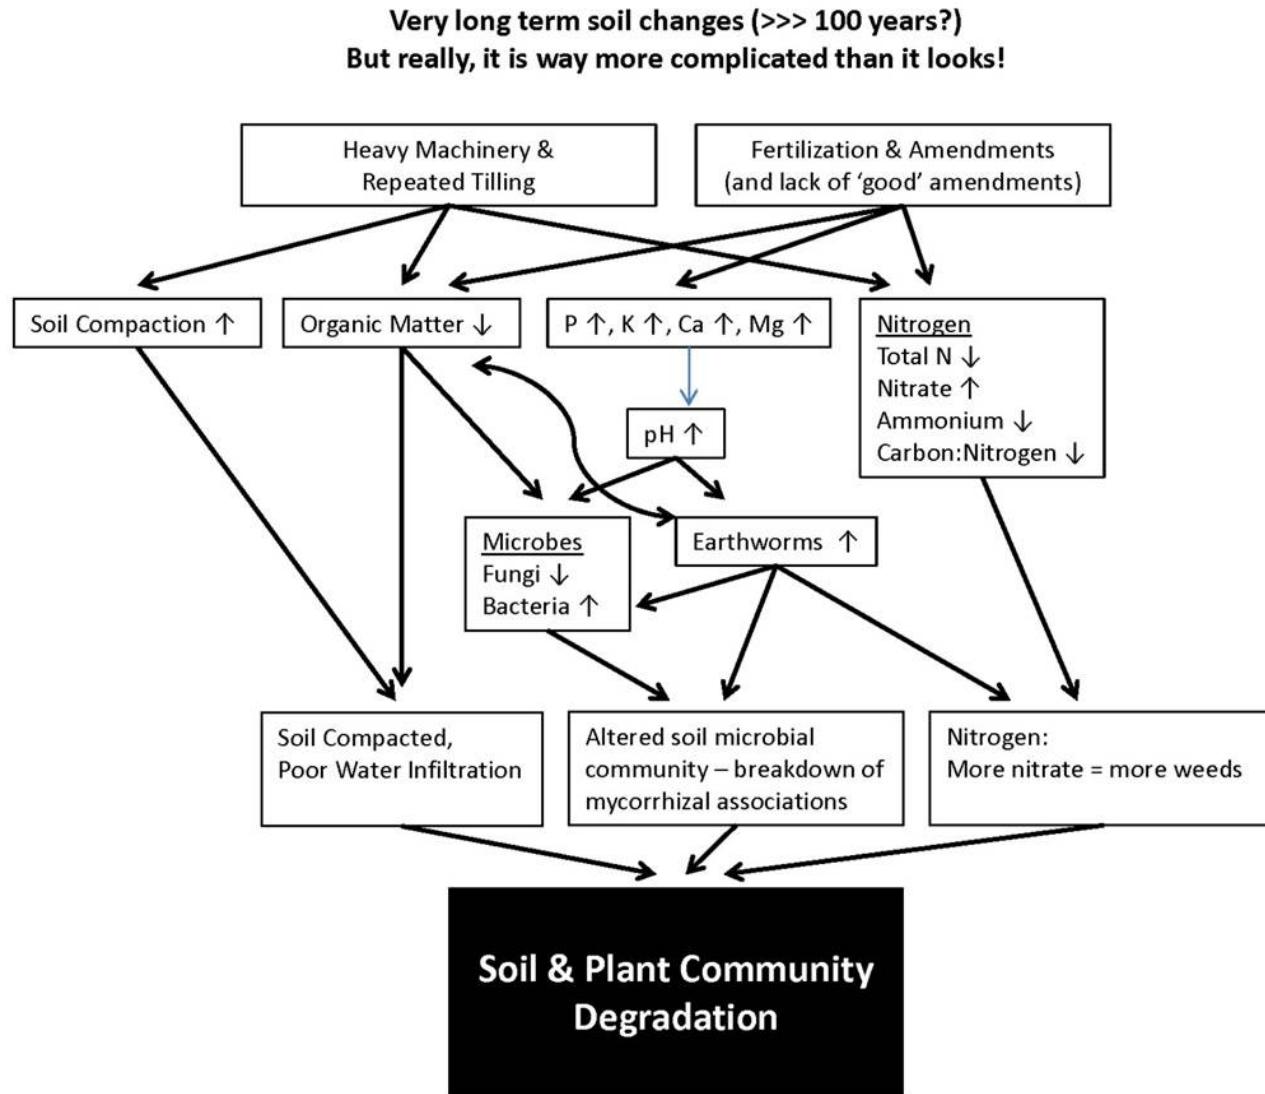 Very long term soil changes (>>> 100 years?)
But really, it is way more complicated than it looks!
Heavy Machinery &
Repeated Tilling
Fertilization & Amendments
(and lack of ‘good’ amendments)
Soil Compaction ↑
Organic Matter ↓
P ↑, K ↑, Ca ↑, Mg ↑
Nitrogen
Total N ↓
Nitrate ↑
Ammonium ↓
Carbon:Nitrogen ↓
pH ↑
Microbes
Fungi ↓
Bacteria ↑
Earthworms ↑
Soil Compacted,
Poor Water Infiltration
Altered soil microbial
community – breakdown of
mycorrhizal associations
Nitrogen:
More nitrate = more weeds
Soil & Plant Community
Degradation